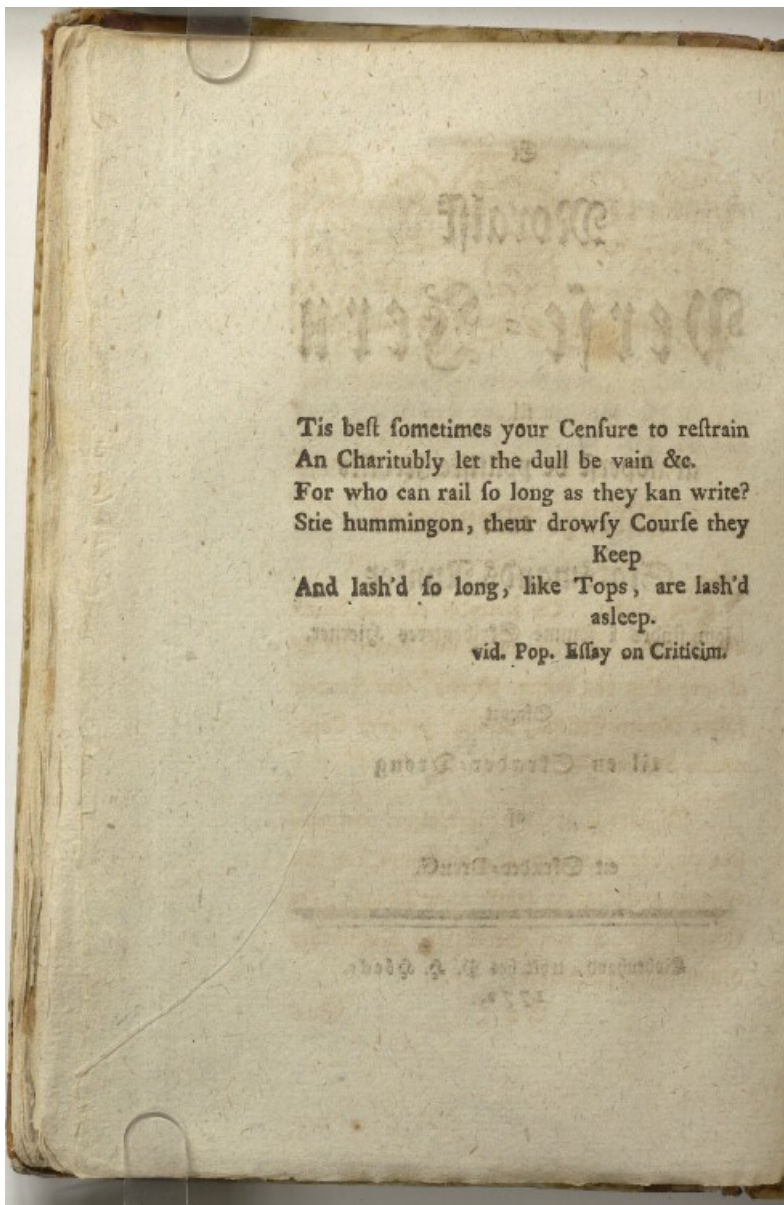 Tis beſt ſometimes your Cenſure to reſtrain
An Charitubly let the dull be vain &c.
For who can rail ſo long as they kan write?
Stie hummingon, theur drowſy Courſe they
Keep
And lash'd ſo long, like Tops, are lash'd
asleep.
vid. Pop. Eſſay on Criticim.